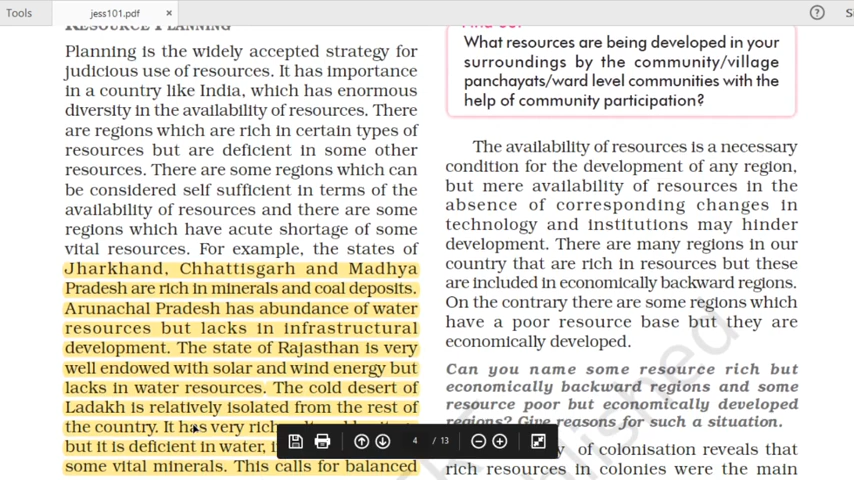 Tools
jess101.pdf
×
RESOURCE PLANNING
Planning is the widely accepted strategy for
judicious use of resources. It has importance
in a country like India, which has enormous
diversity in the availability of resources. There
are regions which are rich in certain types of
resources but are deficient in some other
resources. There are some regions which can
be considered self sufficient in terms of the
availability of resources and there are some
regions which have acute shortage of some
vital resources. For example, the states of
Jharkhand, Chhattisgarh and Madhya
Pradesh are rich in minerals and coal deposits.
Arunachal Pradesh has abundance of water
resources but lacks in infrastructural
development. The state of Rajasthan is very
well endowed with solar and wind energy but
lacks in water resources. The cold desert of
Ladakh is relatively isolated from the rest of
the country. It has very rich
but it is deficient in water,
some vital minerals. This calls for balanced
What resources are being developed in your
surroundings by the community/village
panchayats/ward level communities with the
help of community participation?
The availability of resources is a necessary
condition for the development of any region,
but mere availability of resources in the
absence of corresponding changes in
technology and institutions may hinder
development. There are many regions in our
country that are rich in resources but these
are included in economically backward regions.
On the contrary there are some regions which
have a poor resource base but they are
economically developed.
Can you name some resource rich but
economically backward regions and some
resource poor but economically developed
regions? Give reasons for such a situation.
of colonisation reveals that
rich resources in colonies were the main
4 / 13